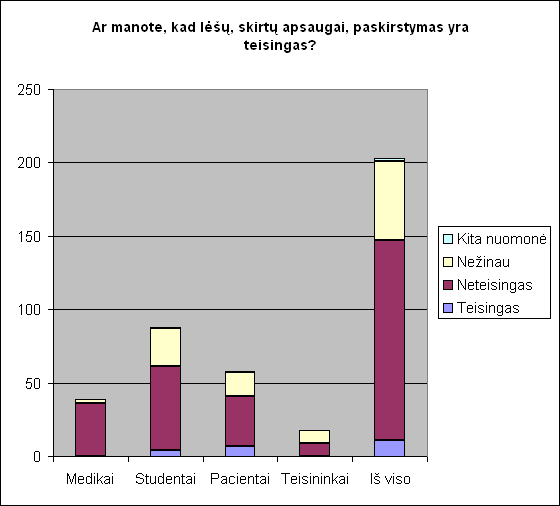 Ar manote, kad lėšų, skirtų apsaugai, paskirstymas yra
teisingas?
250
200
150
100
50
0
Medikai Studentai Pacientai Teisininkai Iš viso
Kita nuomonė
Nežinau
Neteisingas
Teisingas